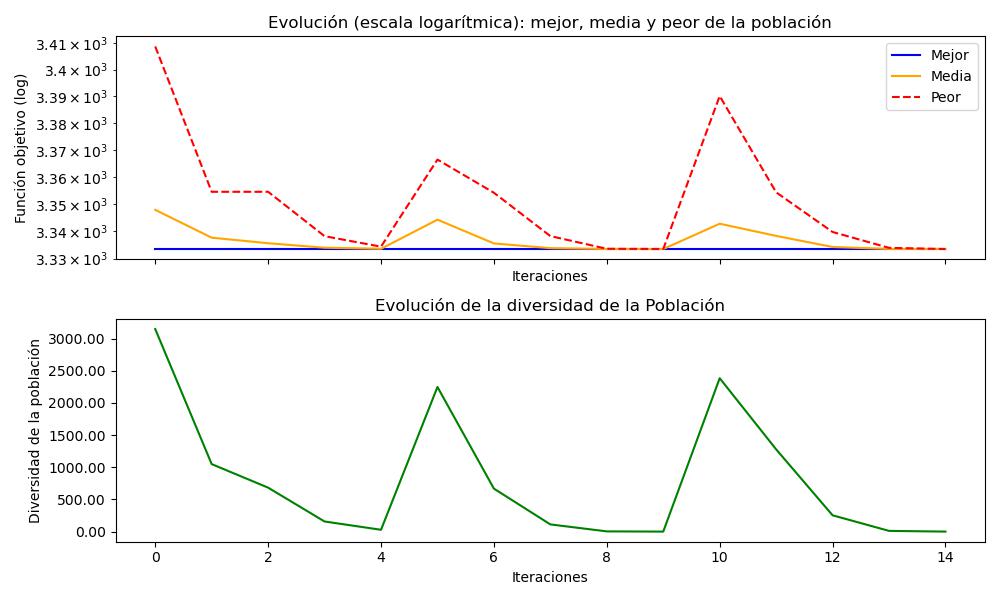 Evolución (escala logarítmica): mejor, media y peor de la población
Función objetivo (log)
3.41 × 10³
3.4 × 10³
3.39 × 10³
3.38 × 10³
3.37 × 10³
3.36 × 10³
3.35 × 10³
3.34 × 10³
3.33 × 10³
Mejor
Media
Peor
Iteraciones
Evolución de la diversidad de la Población
Diversidad de la población
3000.00
2500.00
2000.00
1500.00
1000.00
500.00
0.00
0 2 4 6 8 10 12 14
Iteraciones